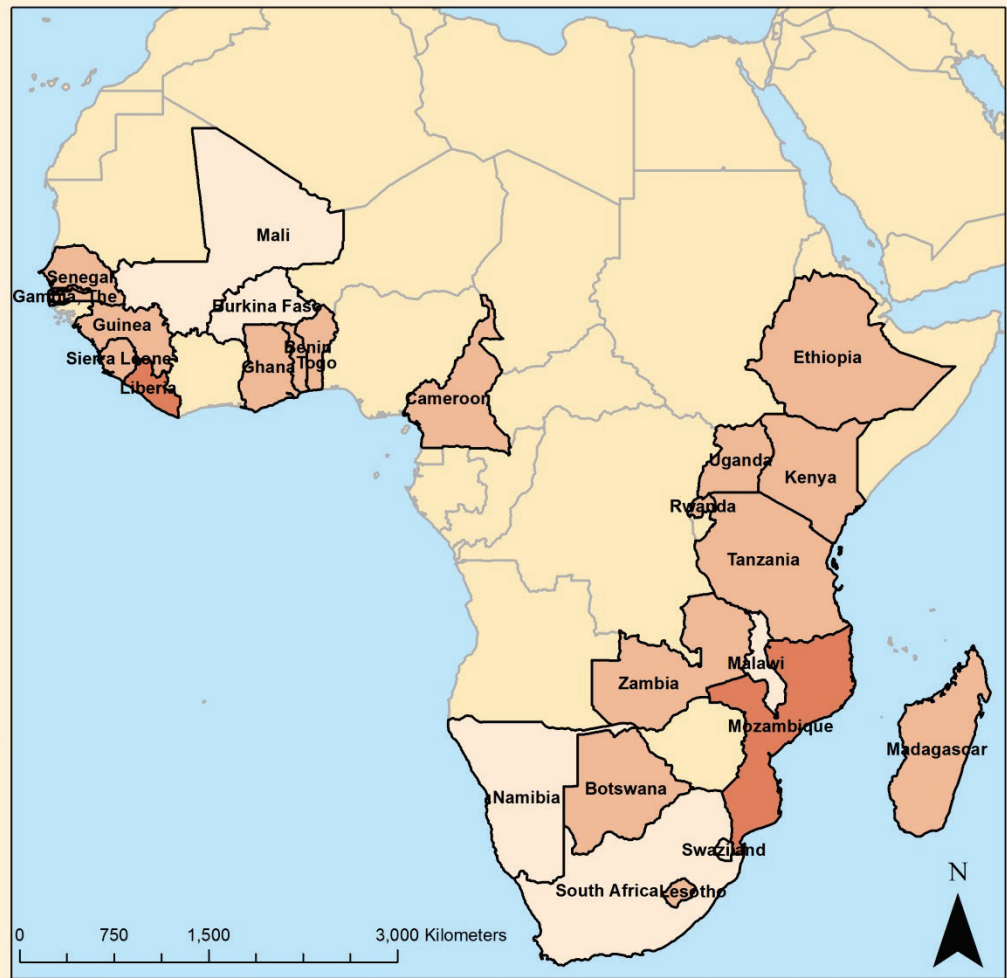 Mali
Senegal
Gambia, The
Burkina Faso
Guinea
Benin
Sierra Leone
Ghana
Togo
Ethiopia
Liberia
Cameroon
Uganda
Kenya
Rwanda
Tanzania
Malawi
Zambia
Mozambique
Madagascar
Botswana
Namibia
Swaziland
South Africa
Lesotho
N
0 750 1,500 3,000 Kilometers